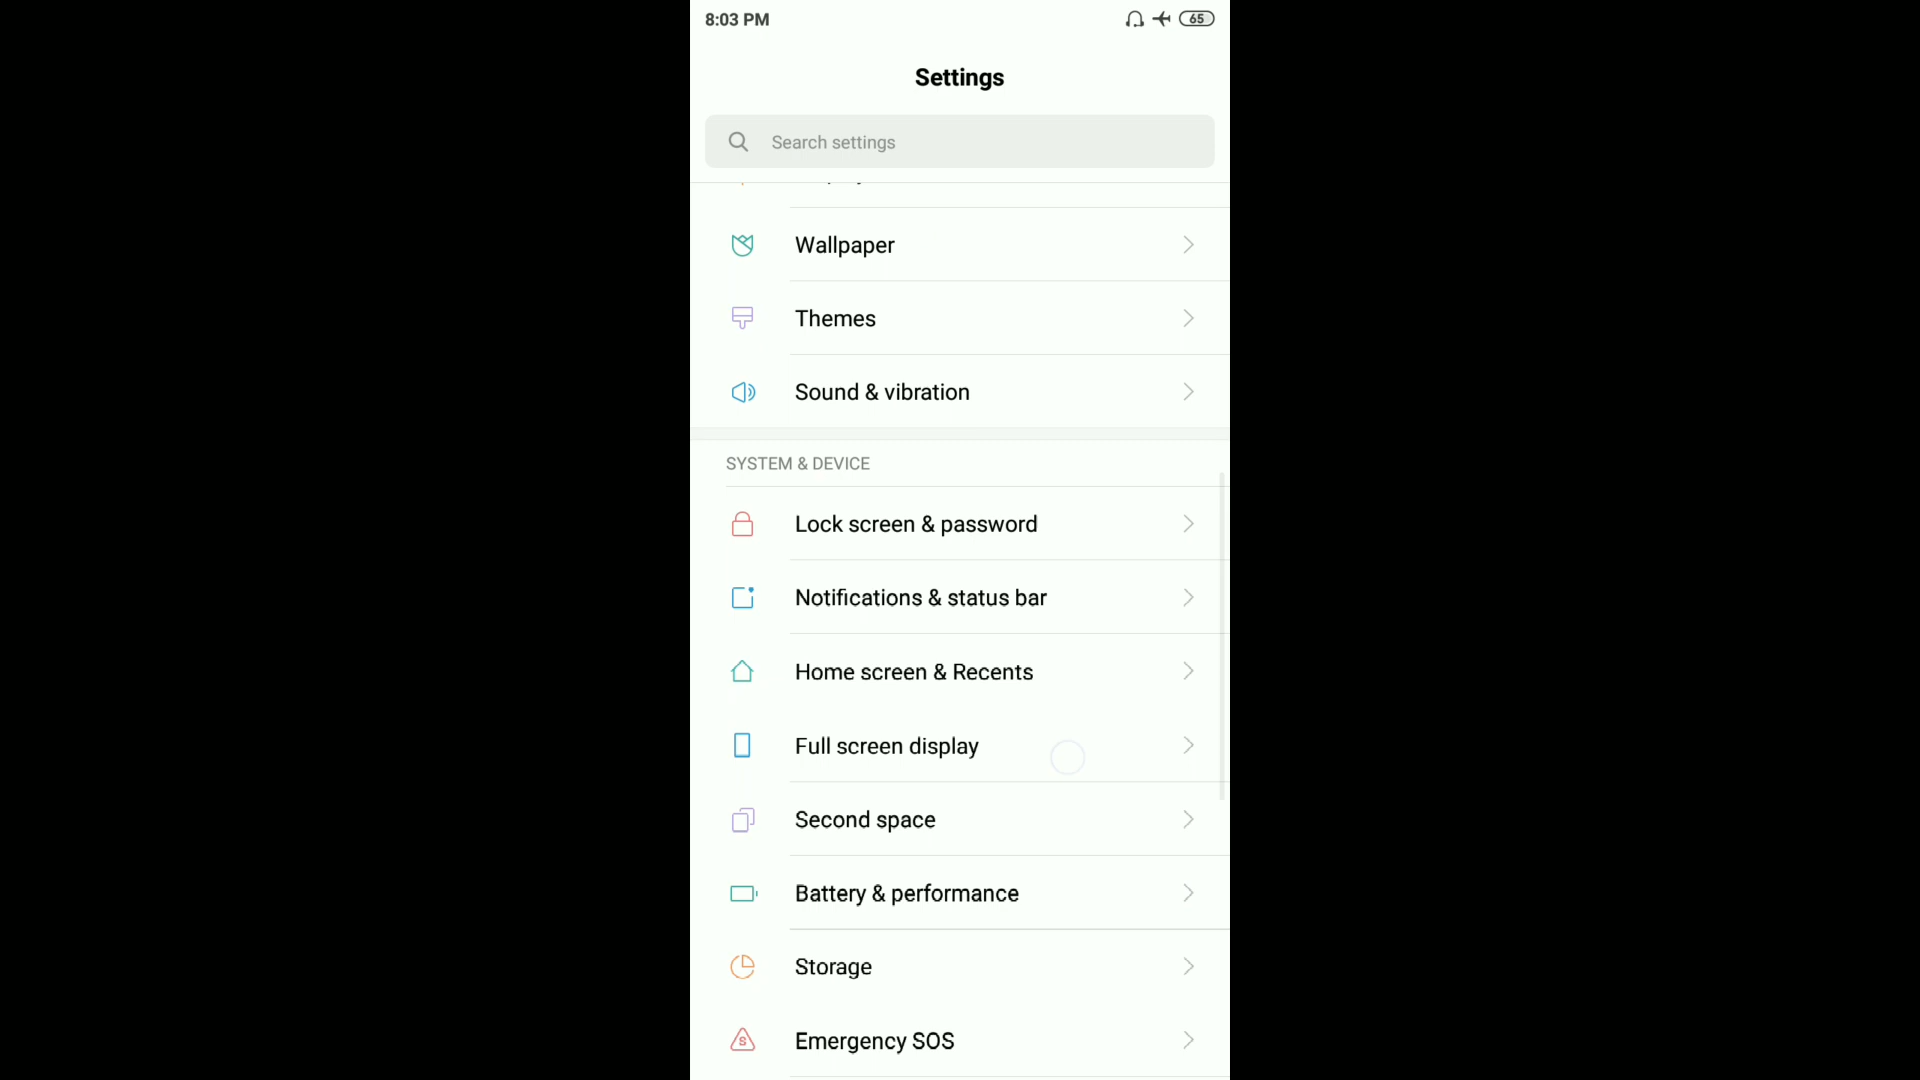 8:03 PM
65
Settings
Search settings
Wallpaper
Themes
Sound & vibration
SYSTEM & DEVICE
Lock screen & password
Notifications & status bar
Home screen & Recents
Full screen display
Second space
Battery & performance
Storage
S
Emergency SOS